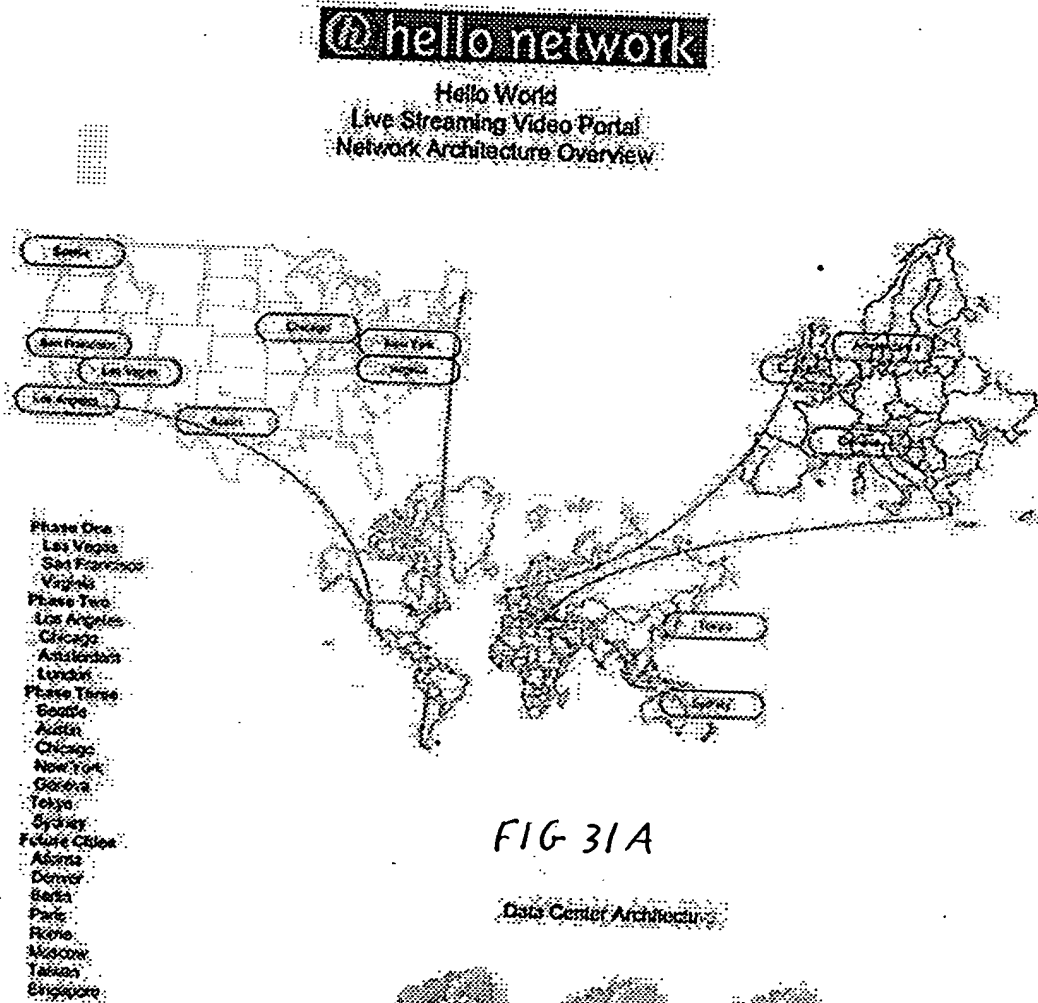 @ hello network
Hello World
Live Streaming Video Portal
Network Architecture Overview
Seattle
San Francisco
Las Vegas
Los Angeles
Austin
Chicago
New York
Virginia
Amsterdam
London
Geneva
Tokyo
Sydney
Phase One
Las Vegas
San Francisco
Virginia
Phase Two
Los Angeles
Chicago
Amsterdam
London
Phase Three
Seattle
Austin
Chicago
New York
Geneva
Tokyo
Sydney
Future Cities
Atlanta
Denver
Berlin
Paris
Rome
Moscow
Taiwan
Singapore
FIG 31A
Data Center Architecture